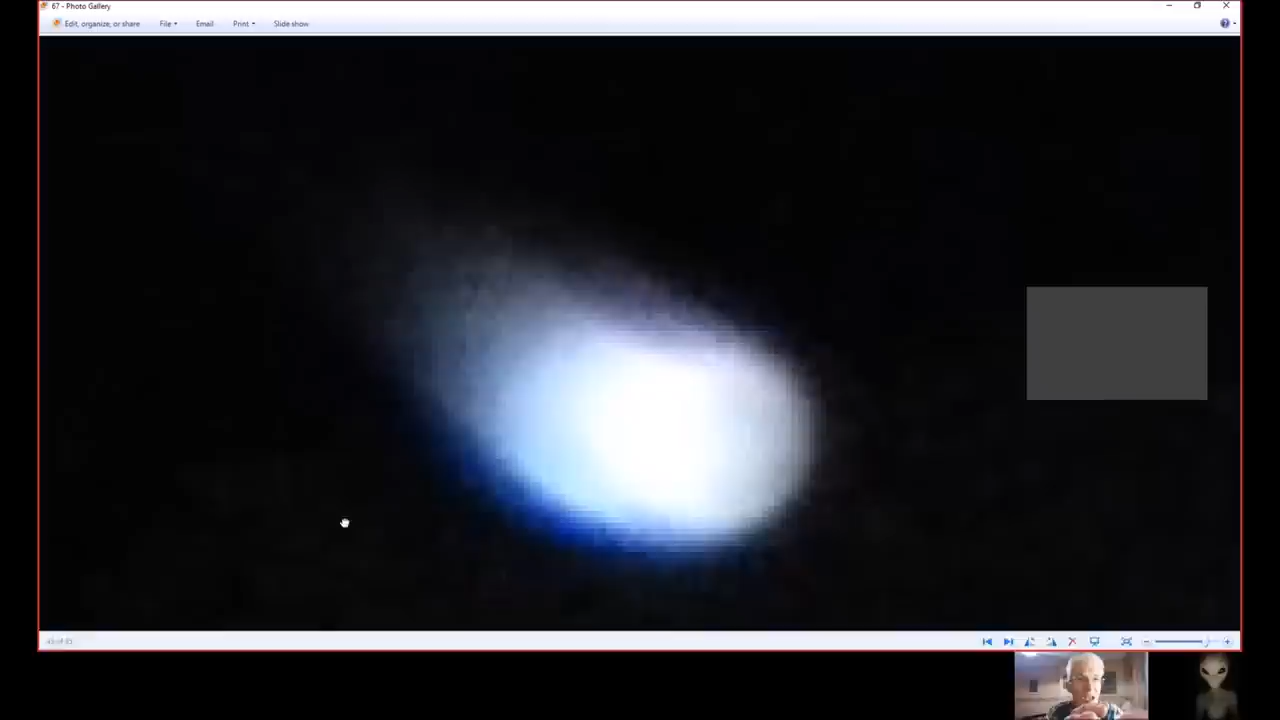 67 - Photo Gallery
Edit, organize, or share File Email Print Slide show